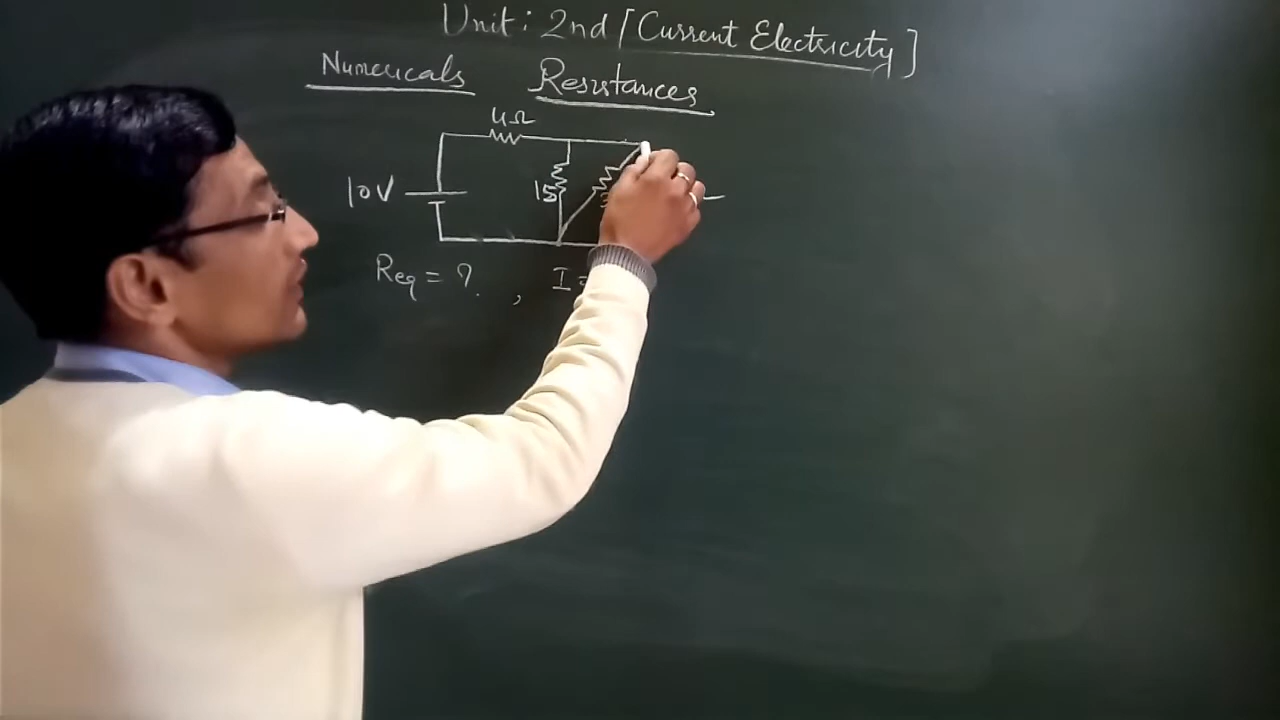 Unit: 2nd [Current Electricity]
Numericals Resistances
4Ω
10V 15
Req = ?, I =